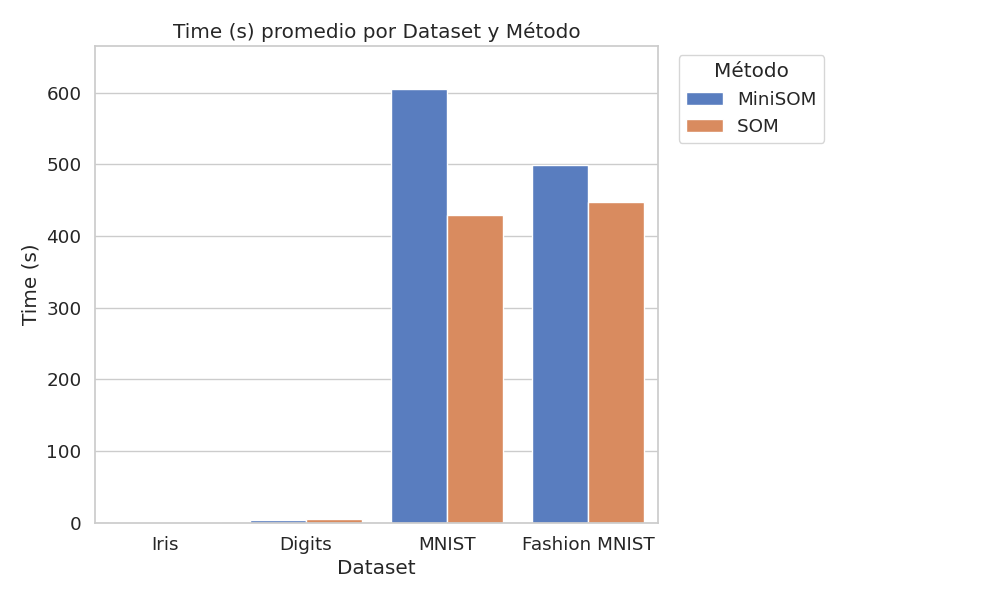 Time (s) promedio por Dataset y Método
Método
MiniSOM
SOM
Time (s)
600
500
400
300
200
100
0
Iris
Digits
MNIST
Fashion MNIST
Dataset